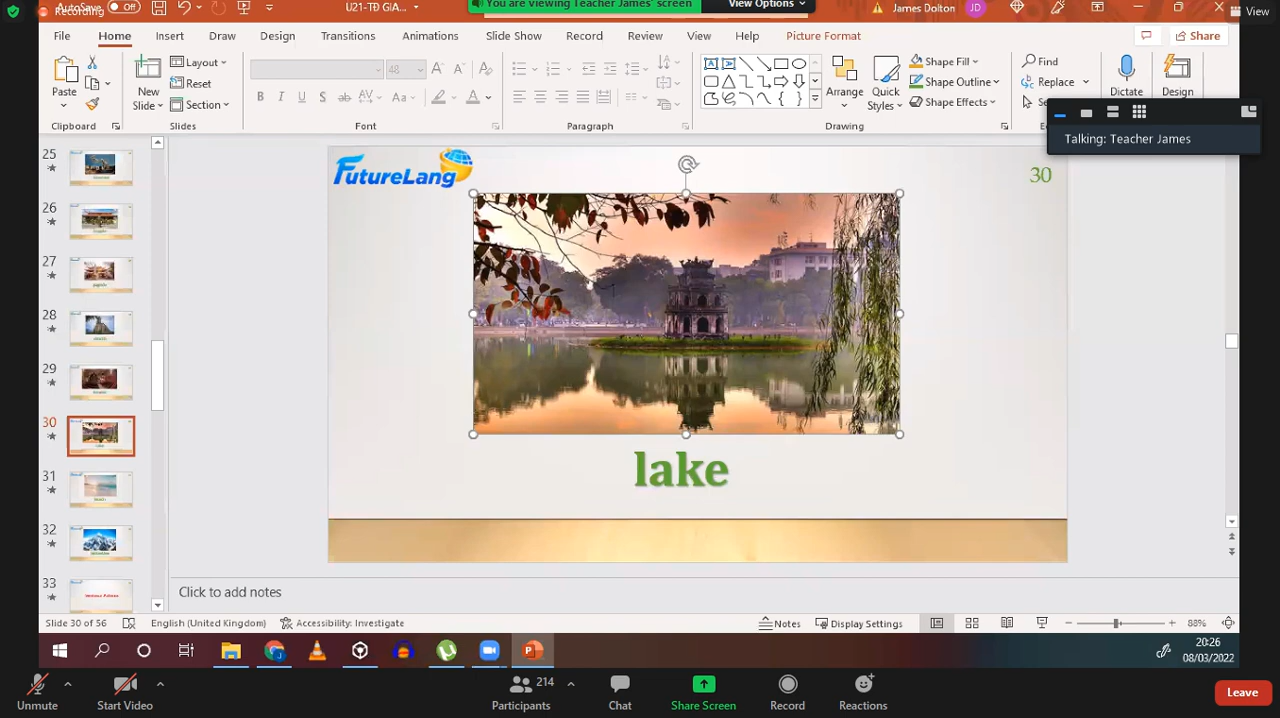 Recording
AutoSave Off
U21-TĐ GIA...
You are viewing Teacher James' screen
View Options
James Dolton
JD
View
File Home Insert Draw Design Transitions Animations Slide Show Record Review View Help Picture Format
Share
Paste
New
Slide
Layout
Reset
Section
48
Arrange
Quick
Styles
Shape Fill
Shape Outline
Shape Effects
Find
Replace
Dictate
Design
Clipboard
Slides
Font
Paragraph
Drawing
Talking: Teacher James
25
26
27
28
29
30
31
32
33
FutureLang
30
lake
Click to add notes
Slide 30 of 56
English (United Kingdom)
Accessibility: Investigate
Notes
Display Settings
88%
20:26
08/03/2022
Unmute
Start Video
Participants
214
Chat
Share Screen
Record
Reactions
Leave